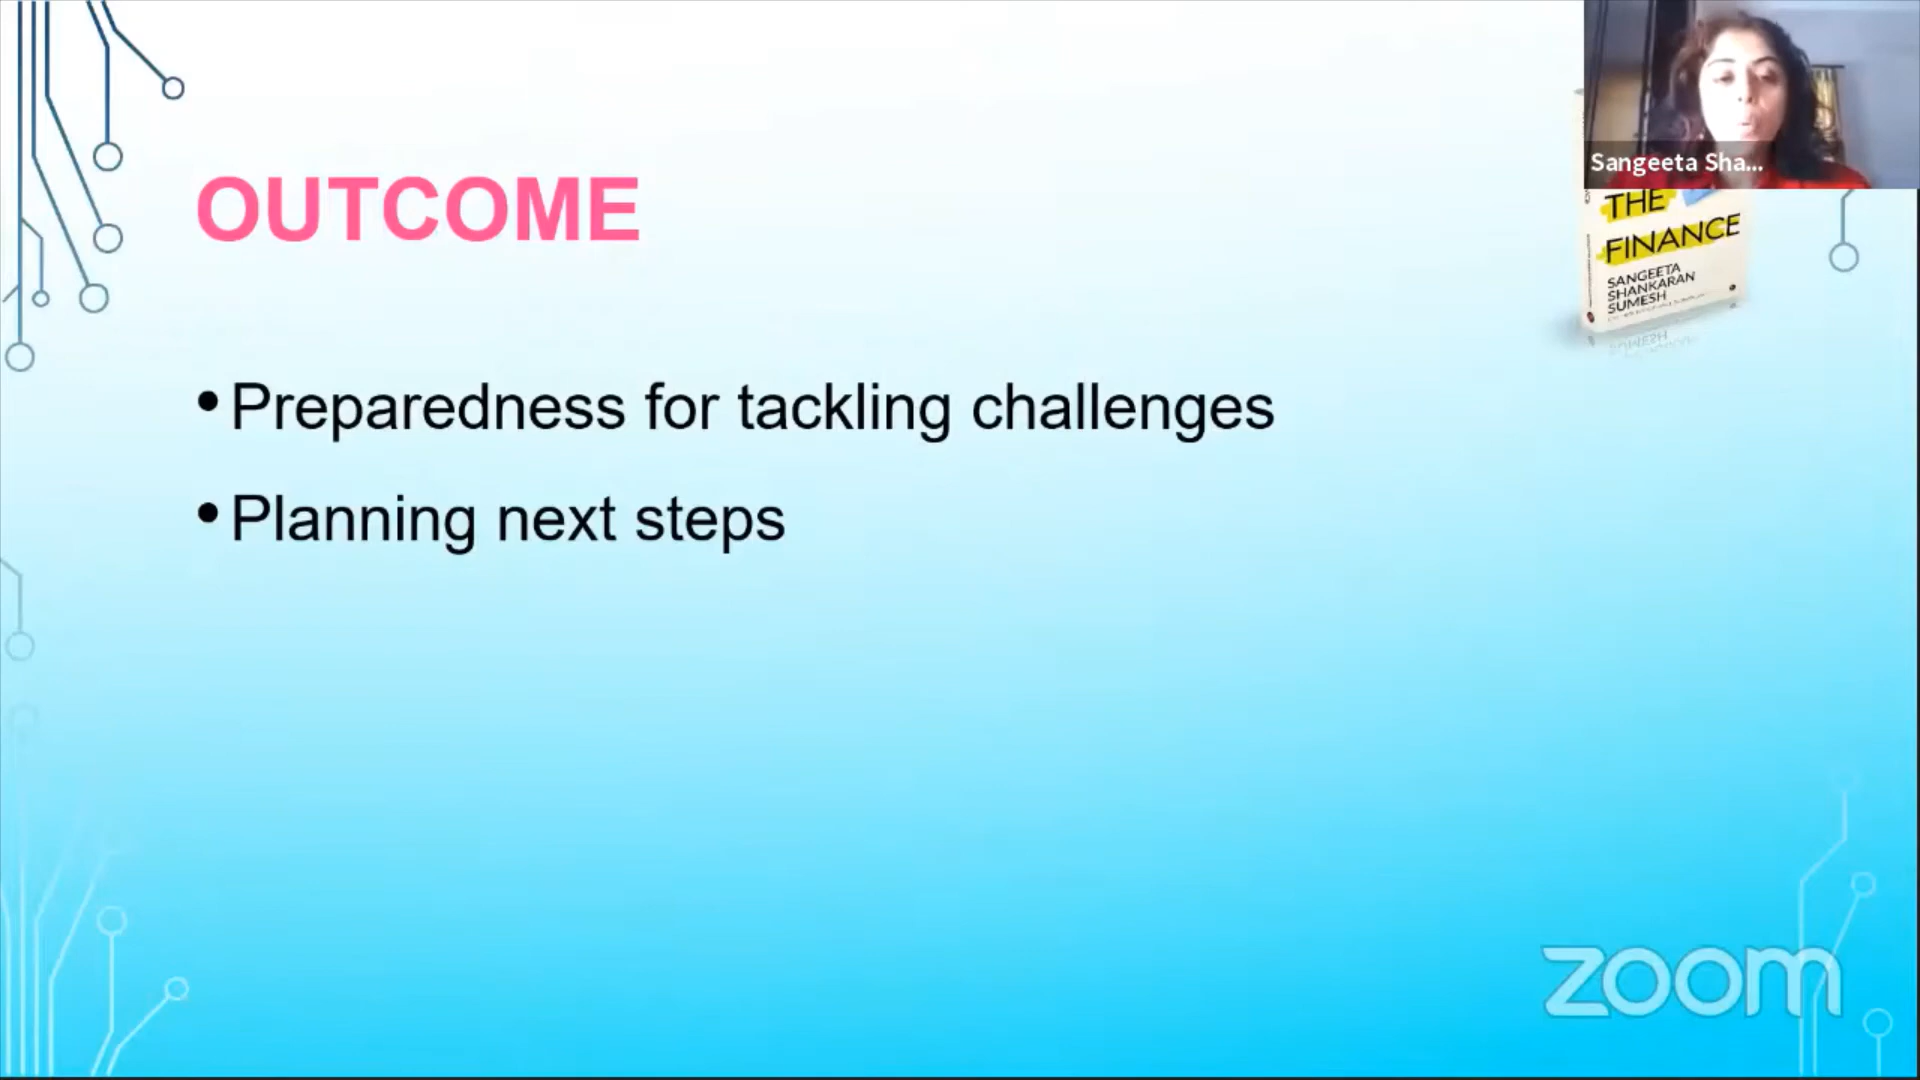 Sangeeta Sha...
OUTCOME
THE
FINANCE
SANGEETA
SHANKARAN
SUMESH
•Preparedness for tackling challenges
•Planning next steps
zoom